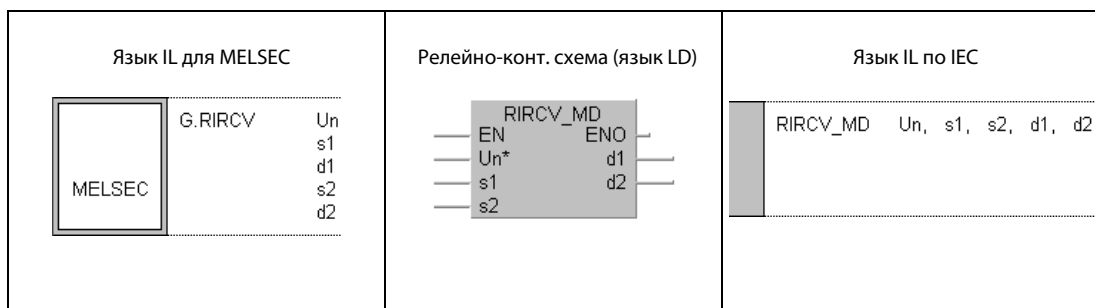 Язык IL для MELSEC
MELSEC
G.RIRCV Un
s1
d1
s2
d2
Релейно-конт. схема (язык LD)
RIRCV_MD
EN ENO
Un* d1
s1 d2
s2
Язык IL по IEC
RIRCV_MD Un, s1, s2, d1, d2